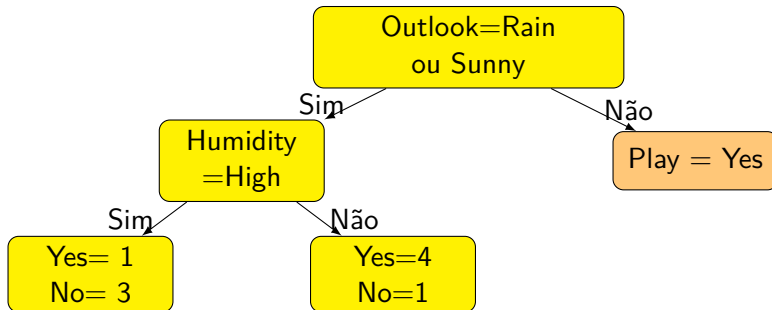 Outlook=Rain
ou Sunny
Sim
Não
Humidity
=High
Play = Yes
Sim
Não
Yes= 1
No= 3
Yes=4
No=1